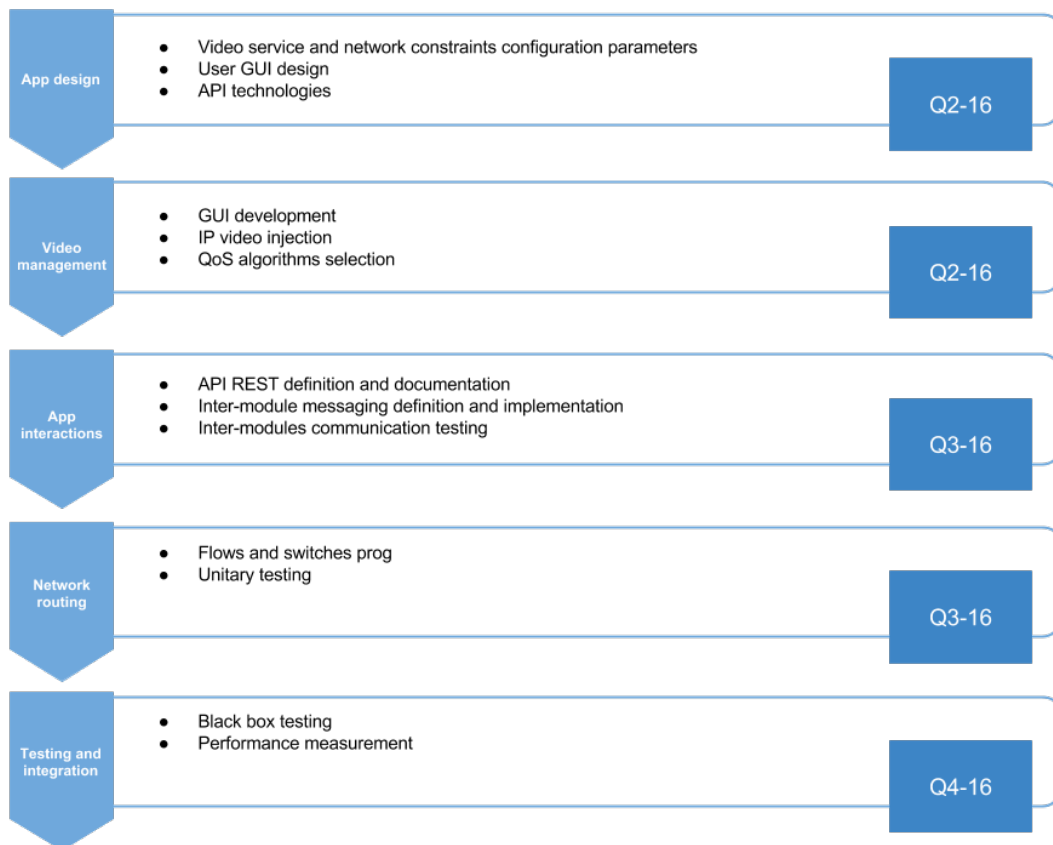 App design
● Video service and network constraints configuration parameters
● User GUI design
● API technologies
Q2-16
Video
management
● GUI development
● IP video injection
● QoS algorithms selection
Q2-16
App
interactions
● API REST definition and documentation
● Inter-module messaging definition and implementation
● Inter-modules communication testing
Q3-16
Network
routing
● Flows and switches prog
● Unitary testing
Q3-16
Testing and
integration
● Black box testing
● Performance measurement
Q4-16